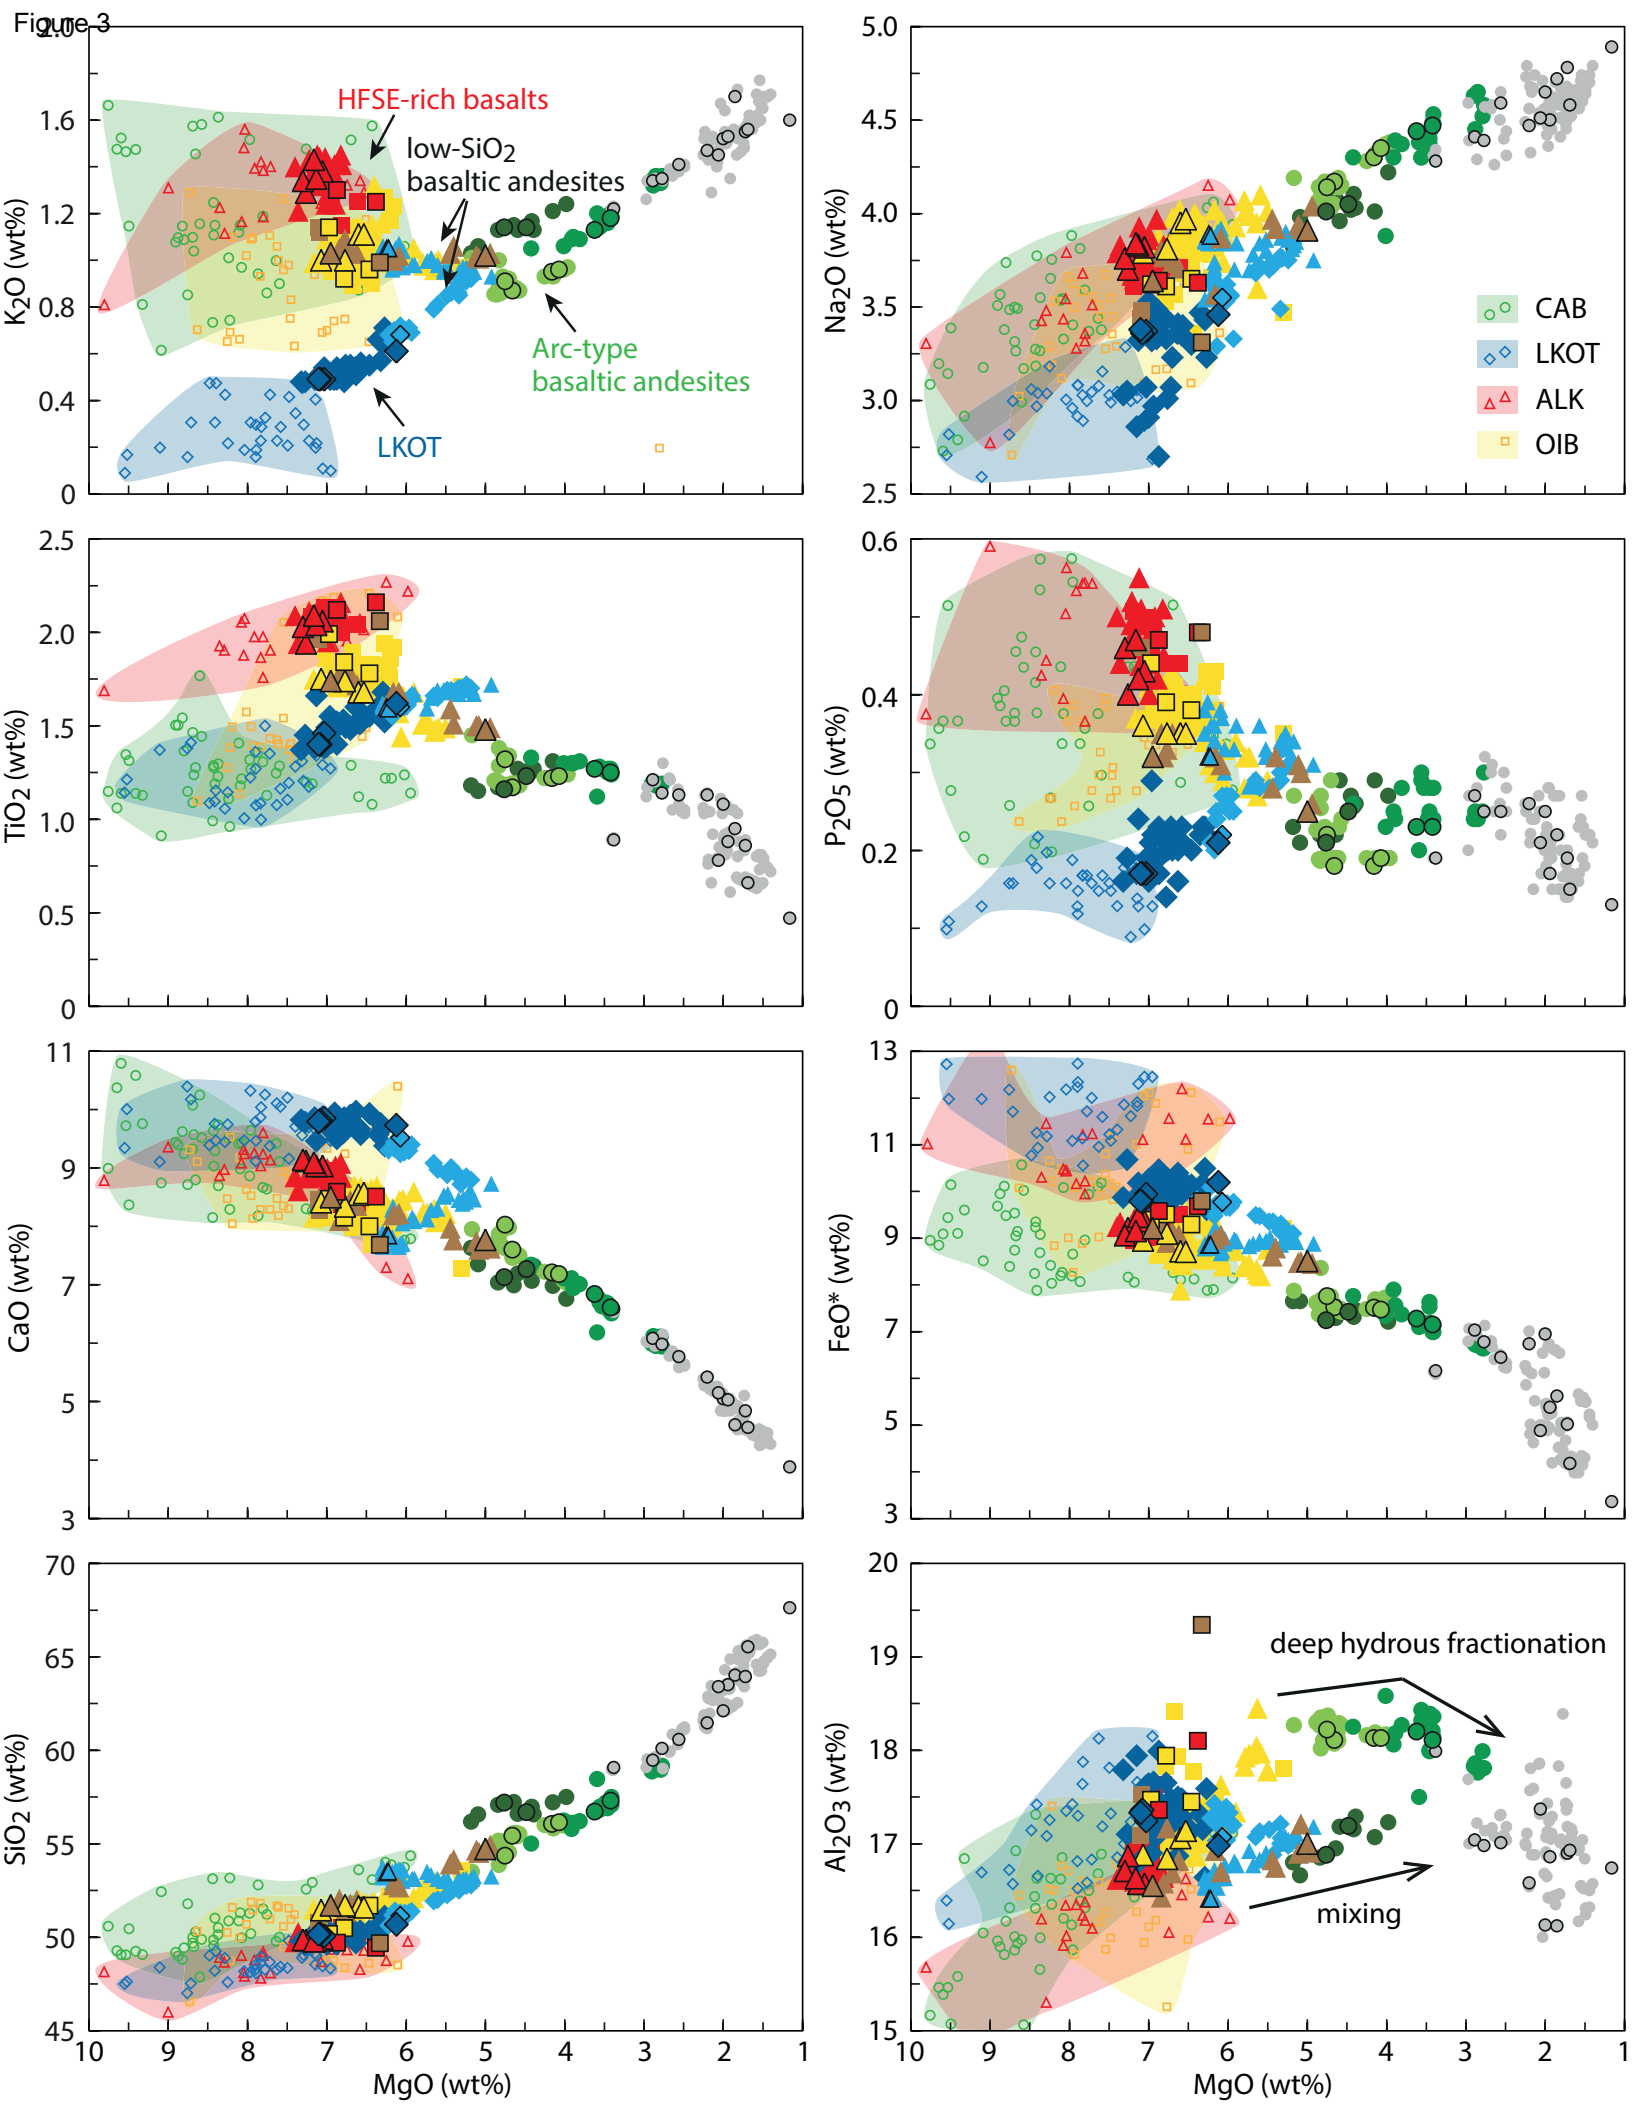 Figure 3
2.0
1.6
1.2
0.8
0.4
0
K2O (wt%)
HFSE-rich basalts
low-SiO2
basaltic andesites
Arc-type
basaltic andesites
LKOT
5.0
4.5
4.0
3.5
3.0
2.5
Na2O (wt%)
CAB
LKOT
ALK
OIB
2.5
2.0
1.5
1.0
0.5
0
TiO2 (wt%)
0.6
0.4
0.2
0
P2O5 (wt%)
11
9
7
5
3
CaO (wt%)
13
11
9
7
5
3
FeO* (wt%)
70
65
60
55
50
45
SiO2 (wt%)
10 9 8 7 6 5 4 3 2 1
MgO (wt%)
20
19
18
17
16
15
Al2O3 (wt%)
deep hydrous fractionation
mixing
10 9 8 7 6 5 4 3 2 1
MgO (wt%)